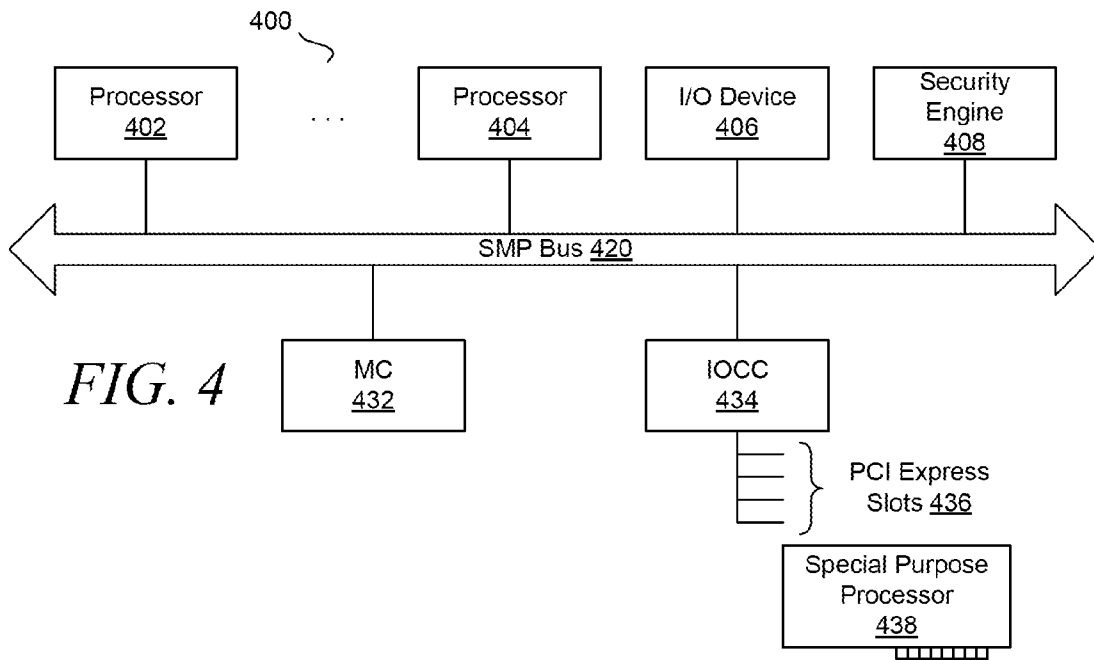 400
Processor
402
. . .
Processor
404
I/O Device
406
Security
Engine
408
SMP Bus 420
FIG. 4
MC
432
IOCC
434
PCI Express
Slots 436
Special Purpose
Processor
438